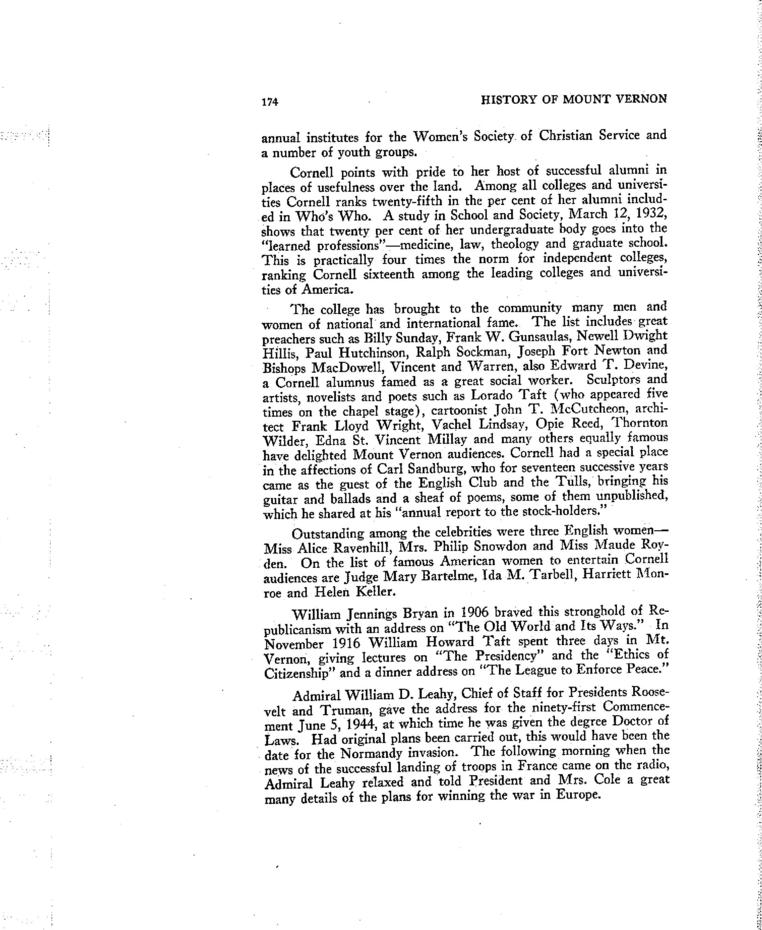 174 HISTORY OF MOUNT VERNON
annual institutes for the Women's Society of Christian Service and
a number of youth groups.
Cornell points with pride to her host of successful alumni in
places of usefulness over the land. Among all colleges and universi-
ties Cornell ranks twenty-fifth in the per cent of her alumni includ-
ed in Who's Who. A study in School and Society, March 12, 1932,
shows that twenty per cent of her undergraduate body goes into the
“learned professions”—medicine, law, theology and graduate school.
This is practically four times the norm for independent colleges,
ranking Cornell sixteenth among the leading colleges and universi-
ties of America.
The college has brought to the community many men and
women of national and international fame. The list includes great
preachers such as Billy Sunday, Frank W. Gunsaulas, Newell Dwight
Hillis, Paul Hutchinson, Ralph Sockman, Joseph Fort Newton and
Bishops MacDowell, Vincent and Warren, also Edward T. Devine,
a Cornell alumnus famed as a great social worker. Sculptors and
artists, novelists and poets such as Lorado Taft (who appeared five
times on the chapel stage), cartoonist John T. McCutcheon, archi-
tect Frank Lloyd Wright, Vachel Lindsay, Opie Reed, Thornton
Wilder, Edna St. Vincent Millay and many others equally famous
have delighted Mount Vernon audiences. Cornell had a special place
in the affections of Carl Sandburg, who for seventeen successive years
came as the guest of the English Club and the Tulls, bringing his
guitar and ballads and a sheaf of poems, some of them unpublished,
which he shared at his “annual report to the stock-holders.”
Outstanding among the celebrities were three English women—
Miss Alice Ravenhill, Mrs. Philip Snowdon and Miss Maude Roy-
den. On the list of famous American women to entertain Cornell
audiences are Judge Mary Bartelme, Ida M. Tarbell, Harriett Mon-
roe and Helen Keller.
William Jennings Bryan in 1906 braved this stronghold of Re-
publicanism with an address on “The Old World and Its Ways.” In
November 1916 William Howard Taft spent three days in Mt.
Vernon, giving lectures on “The Presidency” and the “Ethics of
Citizenship” and a dinner address on “The League to Enforce Peace.”
Admiral William D. Leahy, Chief of Staff for Presidents Roose-
velt and Truman, gave the address for the ninety-first Commence-
ment June 5, 1944, at which time he was given the degree Doctor of
Laws. Had original plans been carried out, this would have been the
date for the Normandy invasion. The following morning when the
news of the successful landing of troops in France came on the radio,
Admiral Leahy relaxed and told President and Mrs. Cole a great
many details of the plans for winning the war in Europe.